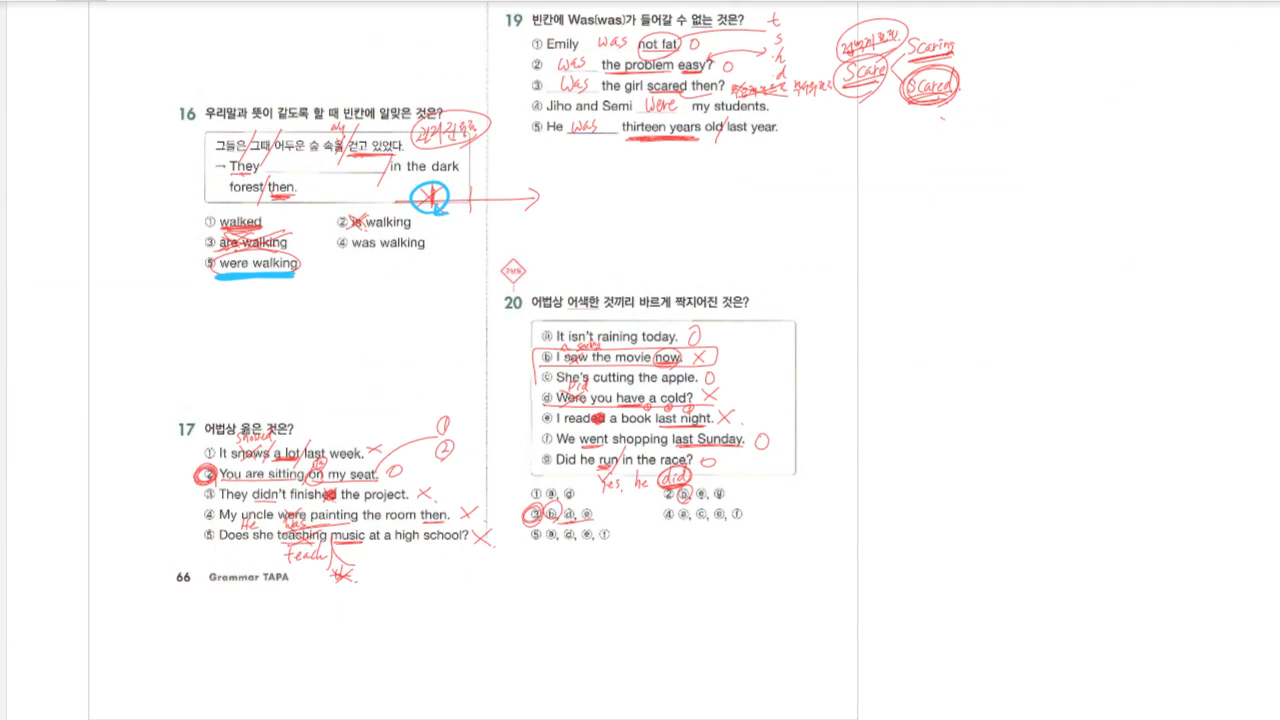 16 우리말과 뜻이 같도록 할 때 빈칸에 알맞은 것은?
그들은 그때 어두운 숲 속을 걷고 있었다.
과거진행형
→ They in the dark
forest then.
① walked
② is walking
③ are walking
④ was walking
⑤ were walking
17 어법상 옳은 것은?
snowed
① It snows a lot last week. ×
①
②
② You are sitting on my seat. O
③ They didn't finished the project. ×
④ My uncle were painting the room then. ×
He was
⑤ Does she teaching music at a high school? ×
teach
66 Grammar TAPA
19 빈칸에 Was(was)가 들어갈 수 없는 것은?
① Emily was not fat. O
② was the problem easy? O
③ Was the girl scared then?
④ Jiho and Semi were my students.
⑤ He was thirteen years old last year.
t
s
h
d
Scare
Scaring
Scared
고난도
20 어법상 어색한 것끼리 바르게 짝지어진 것은?
ⓐ It isn't raining today. O
ⓑ I saw the movie now. ×
ⓒ She's cutting the apple. O
Did
ⓓ Were you have a cold? ×
ⓔ I readed a book last night. ×
ⓕ We went shopping last Sunday. O
ⓖ Did he run in the race? O
Yes, he did
① ⓐ, ⓓ
② ⓑ, ⓔ, ⓖ
③ ⓑ, ⓓ, ⓔ
④ ⓐ, ⓒ, ⓔ, ⓕ
⑤ ⓐ, ⓓ, ⓔ, ⓕ